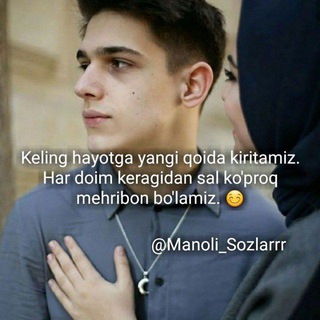 Keling hayotga yangi qoida kiritamiz.
Har doim keragidan sal ko'proq
mehribon bo'lamiz. 😊
@Manoli_Sozlarrr